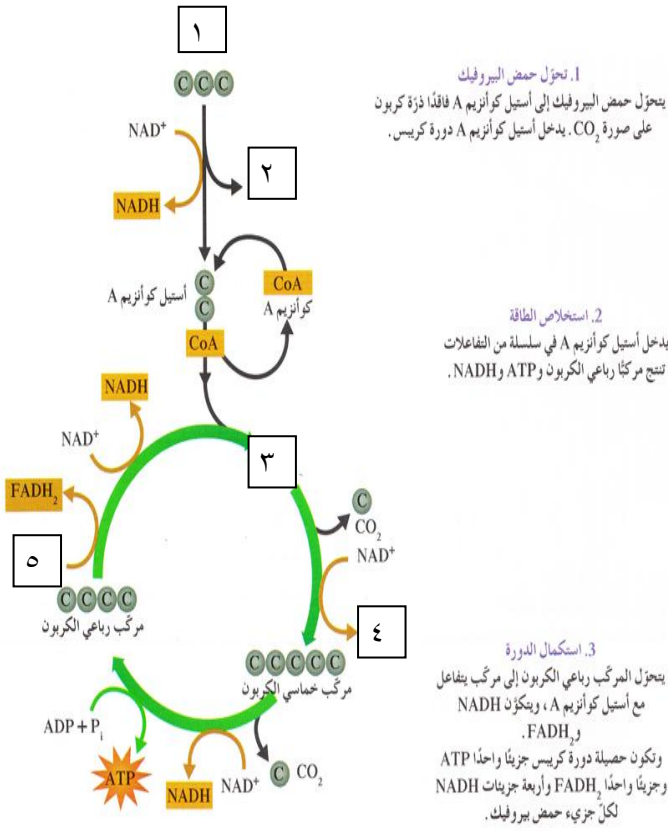 ١
C C C
NAD⁺
NADH
٢
C
C
أستيل كو أنزيم A
CoA
CoA
كو أنزيم A
NADH
NAD⁺
FADH₂
٥
٣
C
CO₂
NAD⁺
٤
C C C C
مركّب رباعي الكربون
C C C C C
مركّب خماسي الكربون
ADP + Pᵢ
ATP
NADH
NAD⁺
C
CO₂
1. تحوّل حمض البيروفيك
يتحوّل حمض البيروفيك إلى أستيل كوأنزيم A فاقدًا ذرّة كربون
على صورة CO₂. يدخل أستيل كوأنزيم A دورة كريبس.
2. استخلاص الطاقة
يدخل أستيل كوأنزيم A في سلسلة من التفاعلات
تنتج مركبًا رباعي الكربون وATP وNADH.
3. استكمال الدورة
يتحوّل المركّب رباعي الكربون إلى مركّب يتفاعل
مع أستيل كوأنزيم A، ويتكوّن NADH
وFADH₂.
وتكون حصيلة دورة كريبس جزيئًا واحدًا ATP
وجزيئًا واحدًا FADH₂ وأربعة جزيئات NADH
لكلّ جزيء حمض بيروفيك.